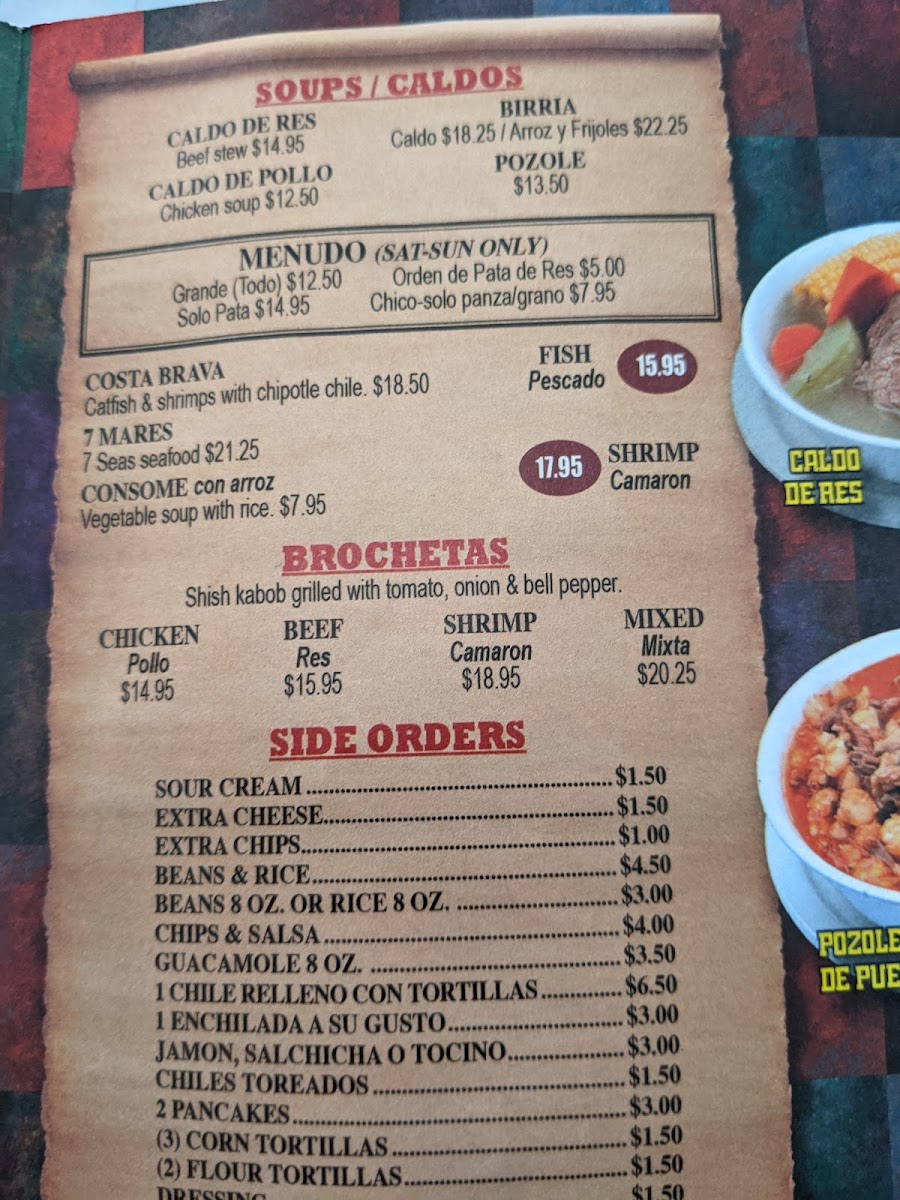 SOUPS / CALDOS
CALDO DE RES
Beef stew $14.95
CALDO DE POLLO
Chicken soup $12.50
BIRRIA
Caldo $18.25 / Arroz y Frijoles $22.25
POZOLE
$13.50
MENUDO (SAT-SUN ONLY)
Grande (Todo) $12.50
Solo Pata $14.95
Orden de Pata de Res $5.00
Chico-solo panza/grano $7.95
COSTA BRAVA
Catfish & shrimps with chipotle chile. $18.50
7 MARES
7 Seas seafood $21.25
CONSOME con arroz
Vegetable soup with rice. $7.95
FISH
Pescado
15.95
17.95
SHRIMP
Camaron
BROCHETAS
Shish kabob grilled with tomato, onion & bell pepper.
CHICKEN
Pollo
$14.95
BEEF
Res
$15.95
SHRIMP
Camaron
$18.95
MIXED
Mixta
$20.25
SIDE ORDERS
SOUR CREAM ............ $1.50
EXTRA CHEESE............ $1.50
EXTRA CHIPS............ $1.00
BEANS & RICE............ $4.50
BEANS 8 OZ. OR RICE 8 OZ. ............ $3.00
CHIPS & SALSA ............ $4.00
GUACAMOLE 8 OZ. ............ $3.50
1 CHILE RELLENO CON TORTILLAS............ $6.50
1 ENCHILADA A SU GUSTO............ $3.00
JAMON, SALCHICHA O TOCINO............ $3.00
CHILES TOREADOS ............ $1.50
2 PANCAKES............ $3.00
(3) CORN TORTILLAS ............ $1.50
(2) FLOUR TORTILLAS............ $1.50
DRESSING $1.50
CALDO
DE RES
POZOLE
DE PUE